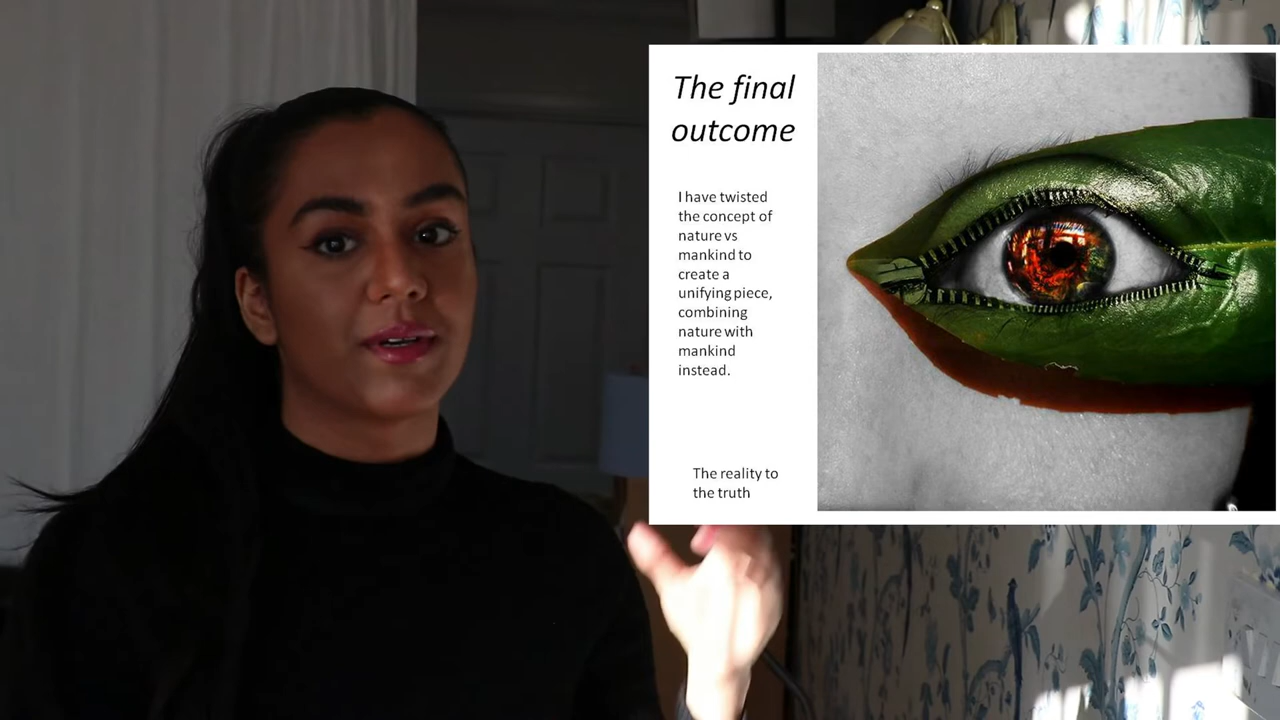 The final
outcome
I have twisted
the concept of
nature vs
mankind to
create a
unifying piece,
combining
nature with
mankind
instead.
The reality to
the truth